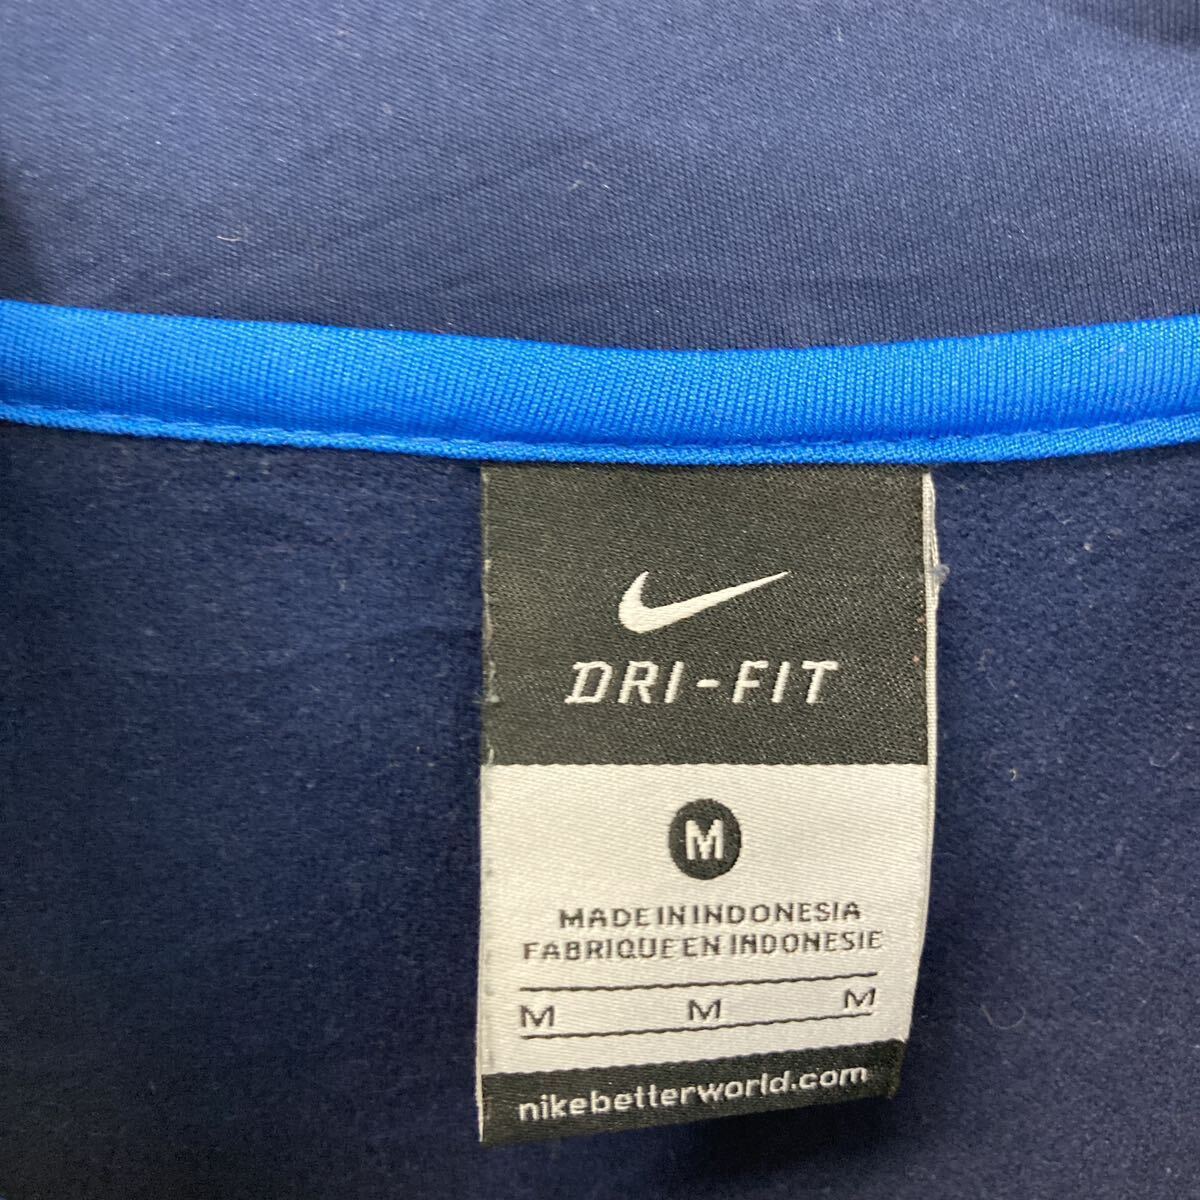 DRI-FIT
M
MADE IN INDONESIA
FABRIQUE EN INDONESIE
M M M
nikebetterworld.com